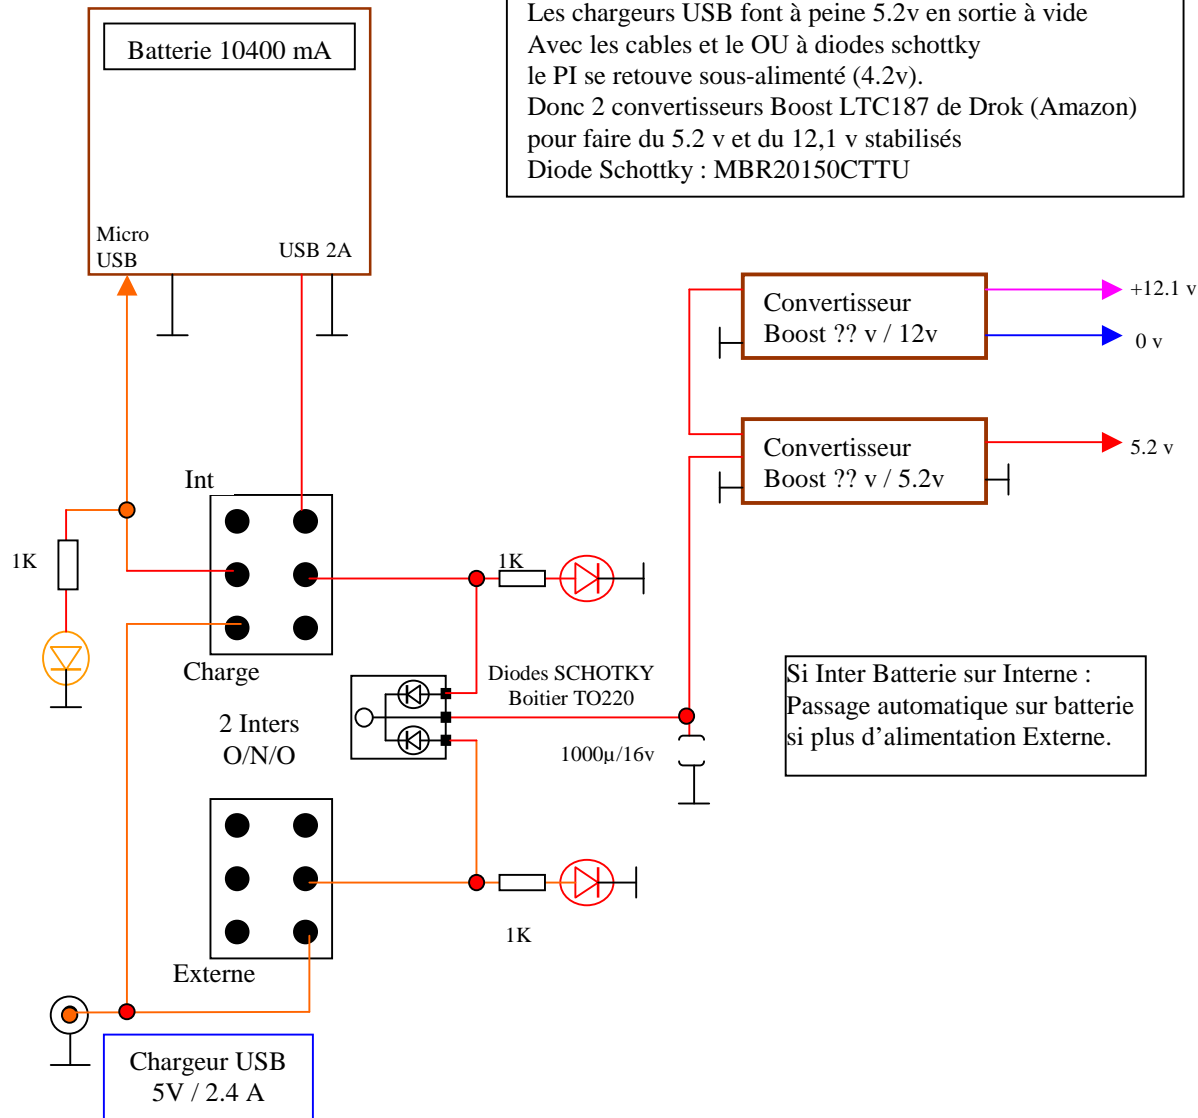 Les chargeurs USB font à peine 5.2v en sortie à vide
Avec les cables et le OU à diodes schottky
le PI se retouve sous-alimenté (4.2v).
Donc 2 convertisseurs Boost LTC187 de Drok (Amazon)
pour faire du 5.2 v et du 12,1 v stabilisés
Diode Schottky : MBR20150CTTU
Batterie 10400 mA
Micro
USB
USB 2A
Convertisseur
Boost ?? v / 12v
+12.1 v
0 v
Convertisseur
Boost ?? v / 5.2v
5.2 v
Int
1K
1K
Charge
Diodes SCHOTKY
Boitier TO220
2 Inters
O/N/O
1000µ/16v
Si Inter Batterie sur Interne :
Passage automatique sur batterie
si plus d’alimentation Externe.
1K
Externe
Chargeur USB
5V / 2.4 A